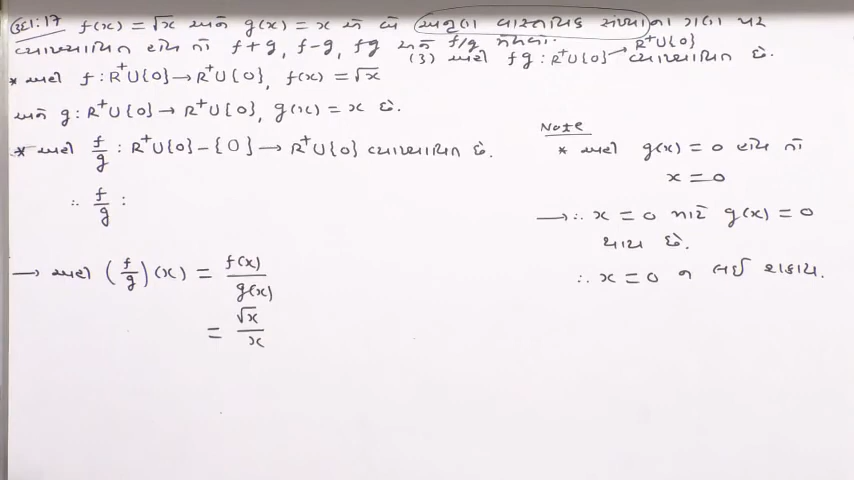 ઉદા:17 f(x) = √x અને g(x) = x એ બે અનૃણ વાસ્તવિક સંખ્યાના ગણ પર
વ્યાખ્યાયિત હોય તો f+g, f-g, fg અને f/g મેળવો.
* અહીં f : R⁺U{0} → R⁺U{0}, f(x) = √x
અને g : R⁺U{0} → R⁺U{0}, g(x) = x છે.
(3) અહીં fg : R⁺U{0} → R⁺U{0} વ્યાખ્યાયિત છે.
* અહીં f/g : R⁺U{0} - {0} → R⁺U{0} વ્યાખ્યાયિત છે.
∴ f/g :
→ અહીં (f/g)(x) = f(x)/g(x)
= √x/x
Note
* અહીં g(x) = 0 હોય તો
x = 0
→ ∴ x = 0 માટે g(x) = 0
થાય છે.
∴ x = 0 ન લઈ શકાય.